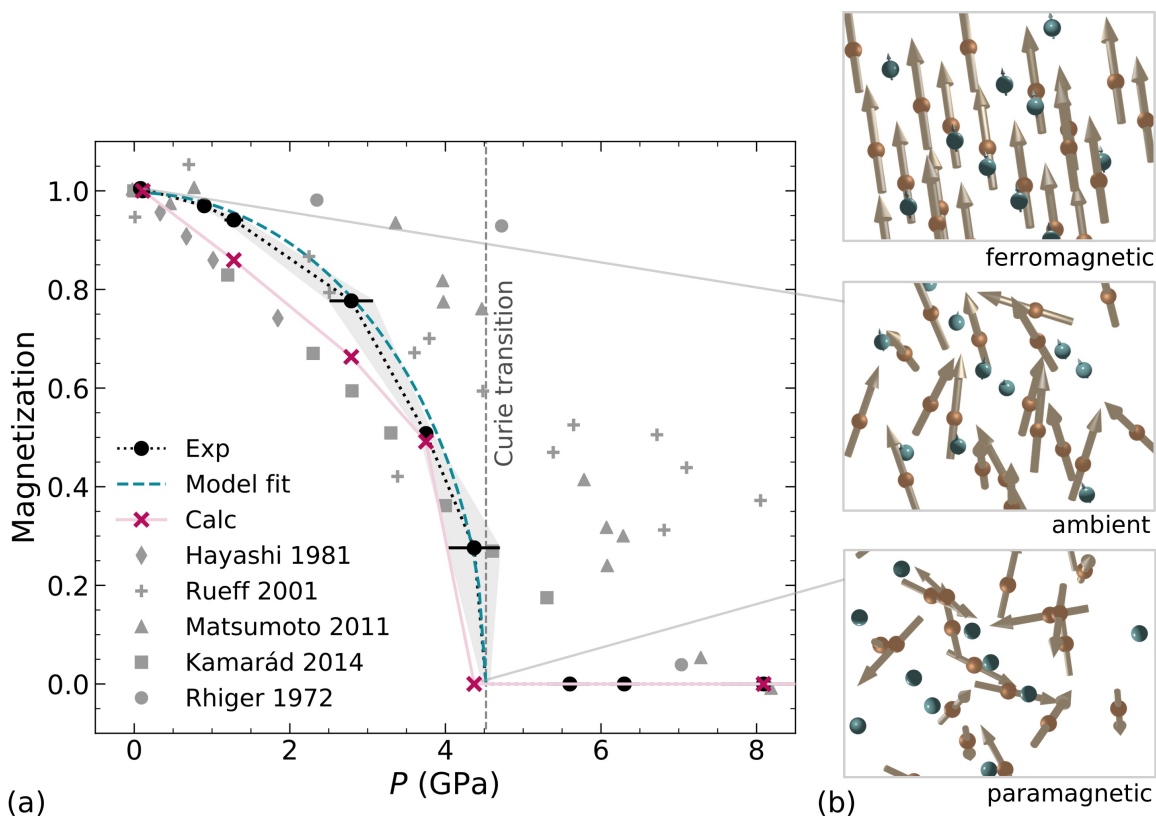 1.0
0.8
0.6
0.4
0.2
0.0
Magnetization
Curie transition
Exp
Model fit
Calc
Hayashi 1981
Rueff 2001
Matsumoto 2011
Kamarád 2014
Rhiger 1972
0
2
4
6
8
P (GPa)
(a)
ferromagnetic
ambient
paramagnetic
(b)